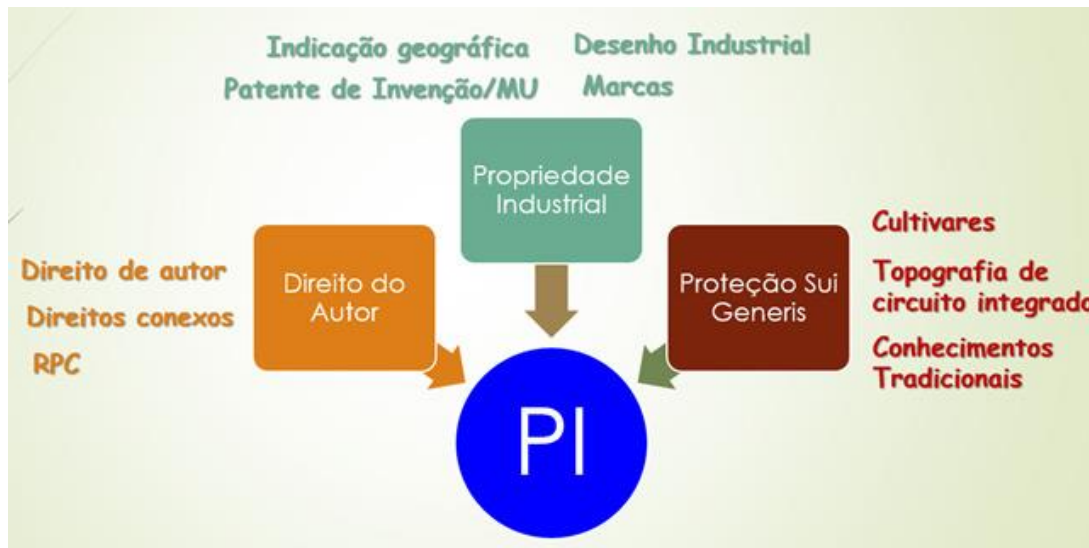 Indicação geográfica
Desenho Industrial
Patente de Invenção/MU
Marcas
Propriedade
Industrial
Direito de autor
Direitos conexos
RPC
Direito do
Autor
Proteção Sui
Generis
Cultivares
Topografia de
circuito integrado
Conhecimentos
Tradicionais
PI